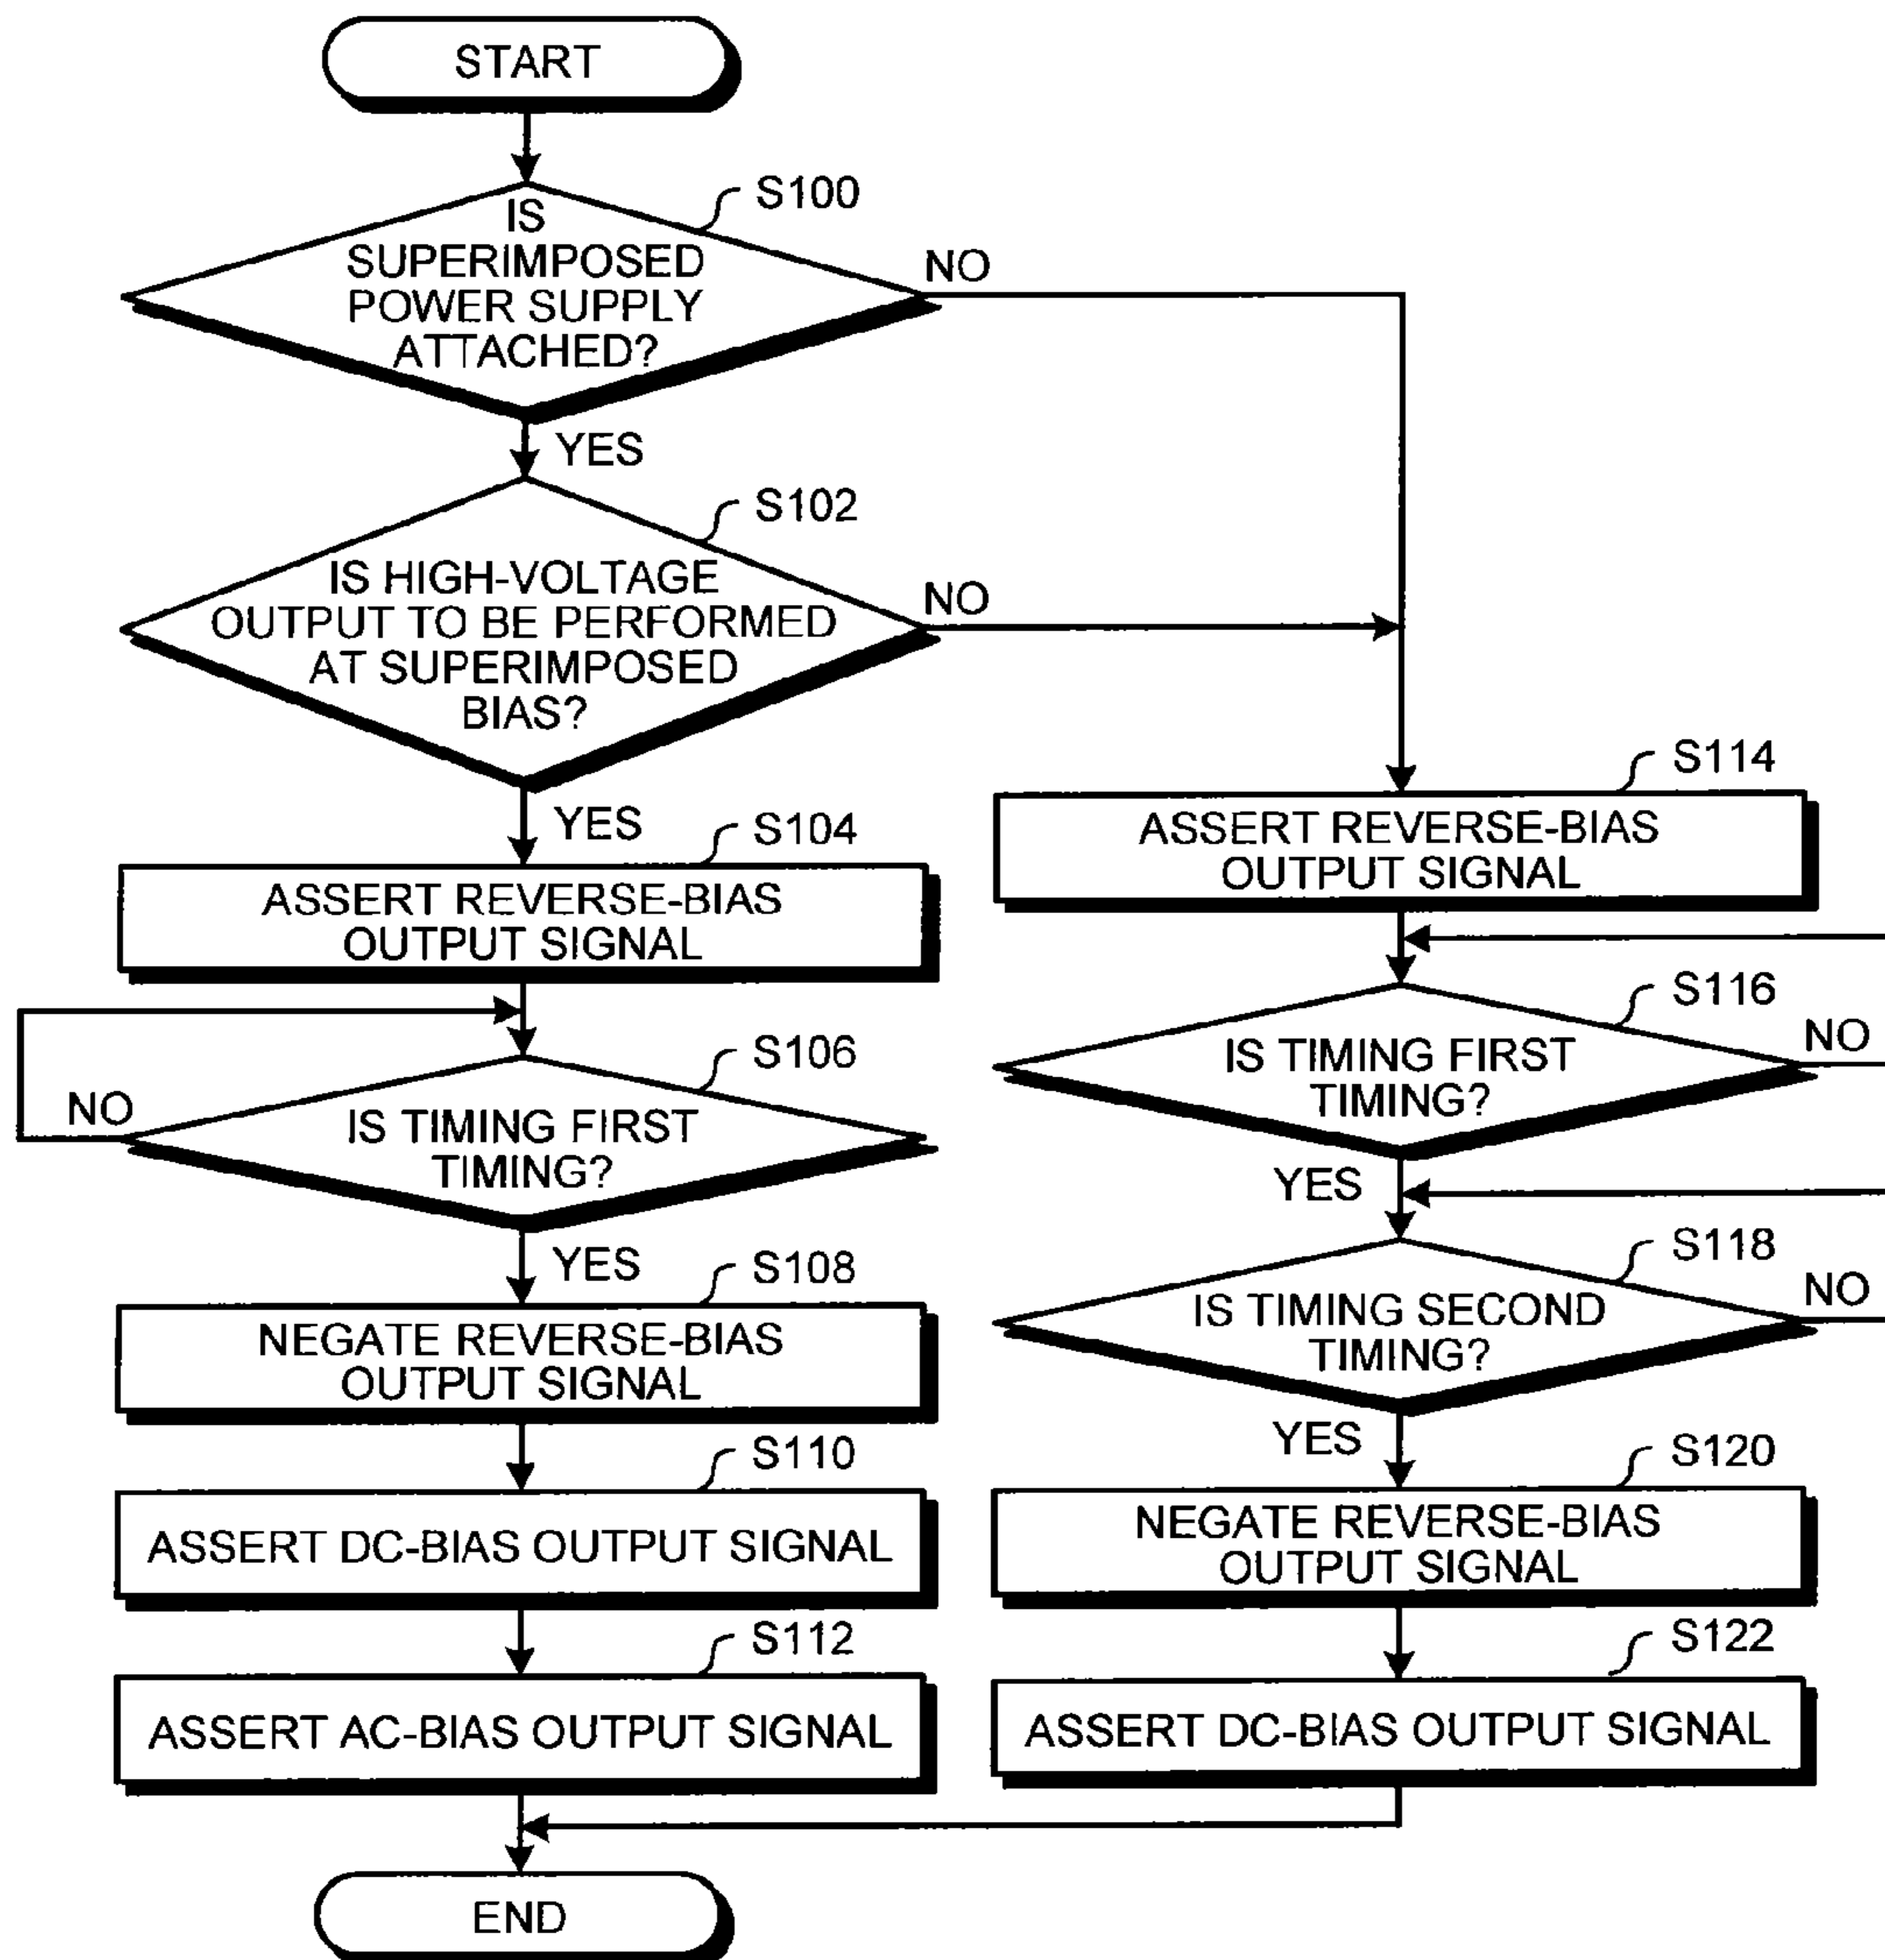 START
S100
IS
SUPERIMPOSED
POWER SUPPLY
ATTACHED?
NO
YES
S102
IS HIGH-VOLTAGE
OUTPUT TO BE PERFORMED
AT SUPERIMPOSED
BIAS?
NO
YES
S104
ASSERT REVERSE-BIAS
OUTPUT SIGNAL
S106
IS TIMING FIRST
TIMING?
NO
YES
S108
NEGATE REVERSE-BIAS
OUTPUT SIGNAL
S110
ASSERT DC-BIAS OUTPUT SIGNAL
S112
ASSERT AC-BIAS OUTPUT SIGNAL
S114
ASSERT REVERSE-BIAS
OUTPUT SIGNAL
S116
IS TIMING FIRST
TIMING?
NO
YES
S118
IS TIMING SECOND
TIMING?
NO
YES
S120
NEGATE REVERSE-BIAS
OUTPUT SIGNAL
S122
ASSERT DC-BIAS OUTPUT SIGNAL
END